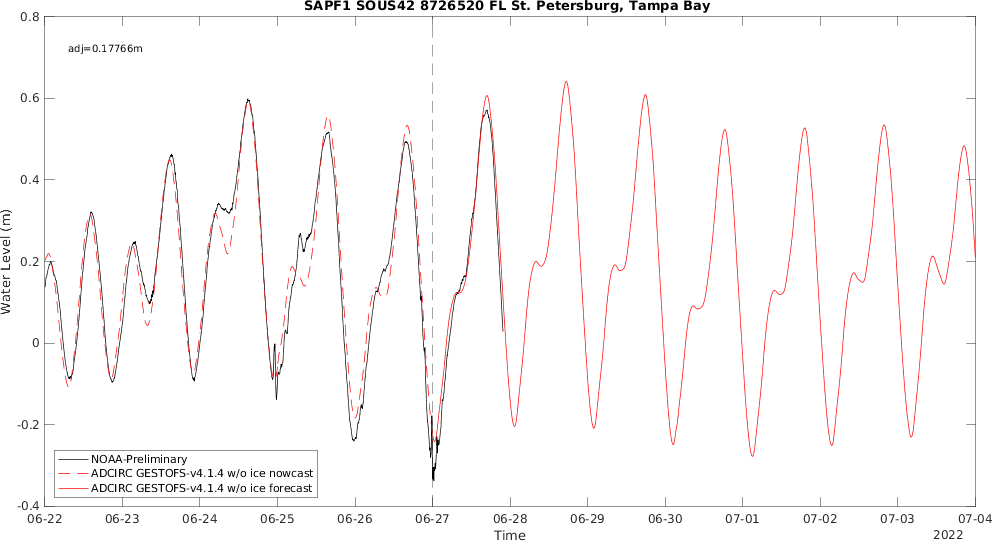 SAPF1 SOUS42 8726520 FL St. Petersburg, Tampa Bay
0.8
adj=0.17766m
0.6
0.4
0.2
0
-0.2
-0.4
Water Level (m)
NOAA-Preliminary
ADCIRC GESTOFS-v4.1.4 w/o ice nowcast
ADCIRC GESTOFS-v4.1.4 w/o ice forecast
06-22 06-23 06-24 06-25 06-26 06-27 06-28 06-29 06-30 07-01 07-02 07-03 07-04
Time
2022